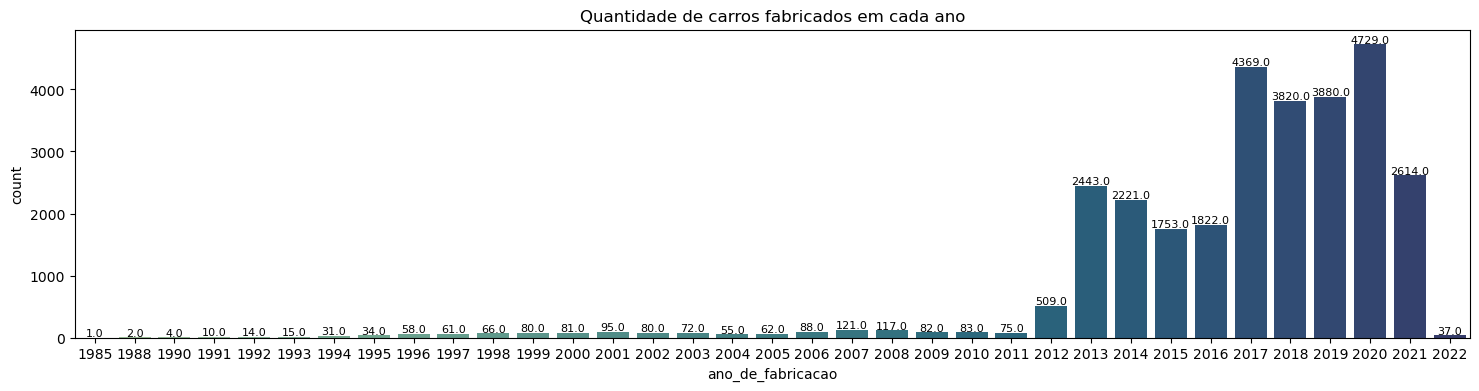 Quantidade de carros fabricados em cada ano
count
4000
3000
2000
1000
0
1.0 2.0 4.0 10.0 14.0 15.0 31.0 34.0 58.0 61.0 66.0 80.0 81.0 95.0 80.0 72.0 55.0 62.0 88.0 121.0 117.0 82.0 83.0 75.0 509.0 2443.0 2221.0 1753.0 1822.0 4369.0 3820.0 3880.0 4729.0 2614.0 37.0
1985 1988 1990 1991 1992 1993 1994 1995 1996 1997 1998 1999 2000 2001 2002 2003 2004 2005 2006 2007 2008 2009 2010 2011 2012 2013 2014 2015 2016 2017 2018 2019 2020 2021 2022
ano_de_fabricacao